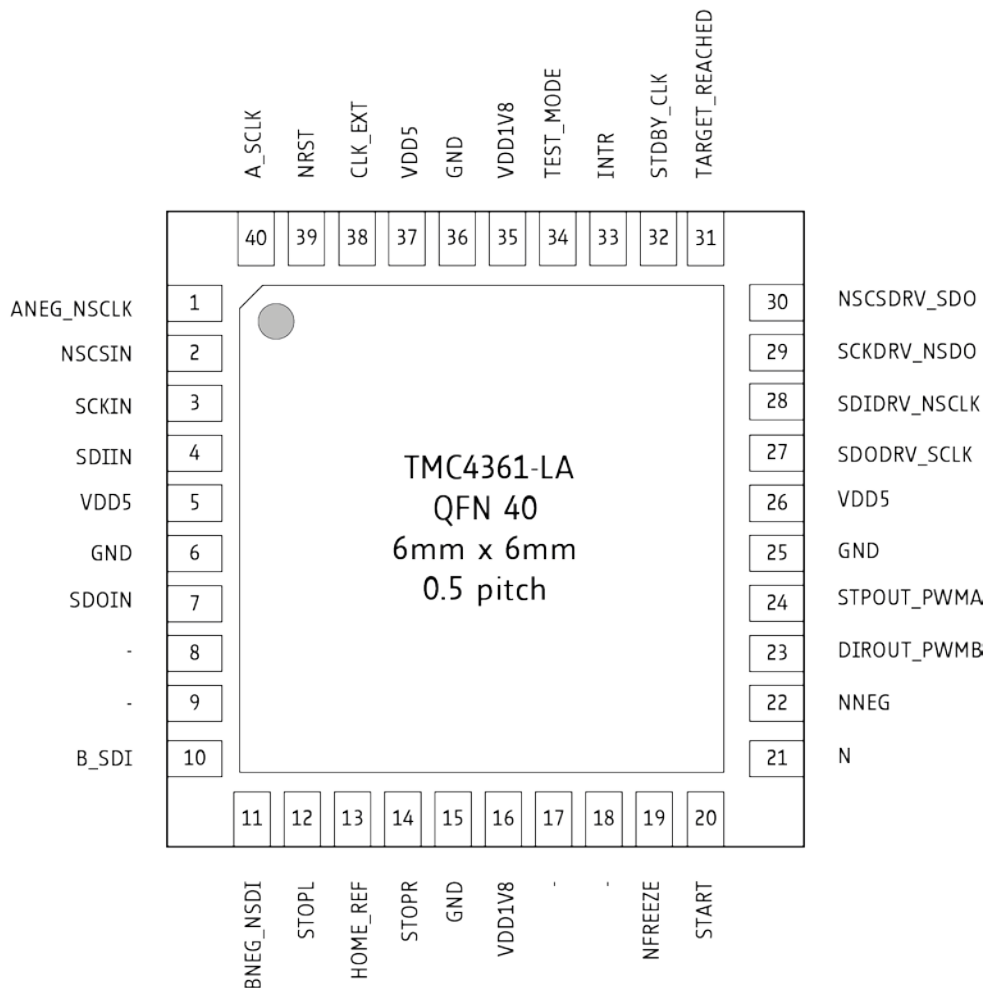 A_SCLK
NRST
CLK_EXT
VDD5
GND
VDD1V8
TEST_MODE
INTR
STDBY_CLK
TARGET_REACHED
40 39 38 37 36 35 34 33 32 31
ANEG_NSCLK 1
NSCSIN 2
SCKIN 3
SDIIN 4
VDD5 5
GND 6
SDOIN 7
- 8
- 9
B_SDI 10
TMC4361-LA
QFN 40
6mm x 6mm
0.5 pitch
30 NSCSDRV_SDO
29 SCKDRV_NSDO
28 SDIDRV_NSCLK
27 SDODRV_SCLK
26 VDD5
25 GND
24 STPOUT_PWMA
23 DIROUT_PWMB
22 NNEG
21 N
11 12 13 14 15 16 17 18 19 20
BNEG_NSDI
STOPL
HOME_REF
STOPR
GND
VDD1V8
-
-
NFREEZE
START